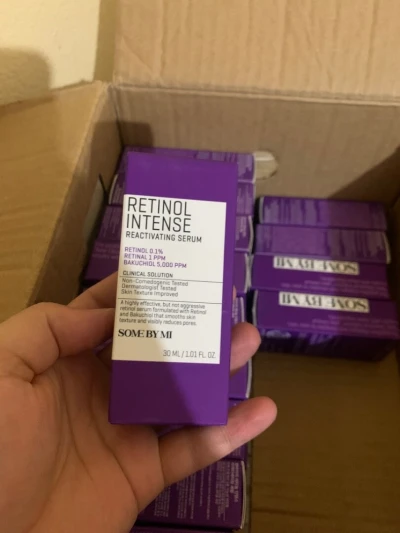 RETINOL
INTENSE
REACTIVATING SERUM
RETINOL 0.1%
RETINAL 1 PPM
BAKUCHIOL 5,000 PPM
CLINICAL SOLUTION
Non-Comedogenic Tested
Dermatologist Tested
Skin Texture Improved
A highly effective, but not aggressive
retinol serum formulated with Retinol
and Bakuchiol that smooths skin
texture and visibly reduces pores.
SOME BY MI
30 ML / 1.01 FL. OZ.
SOME BY MI
SOME BY MI